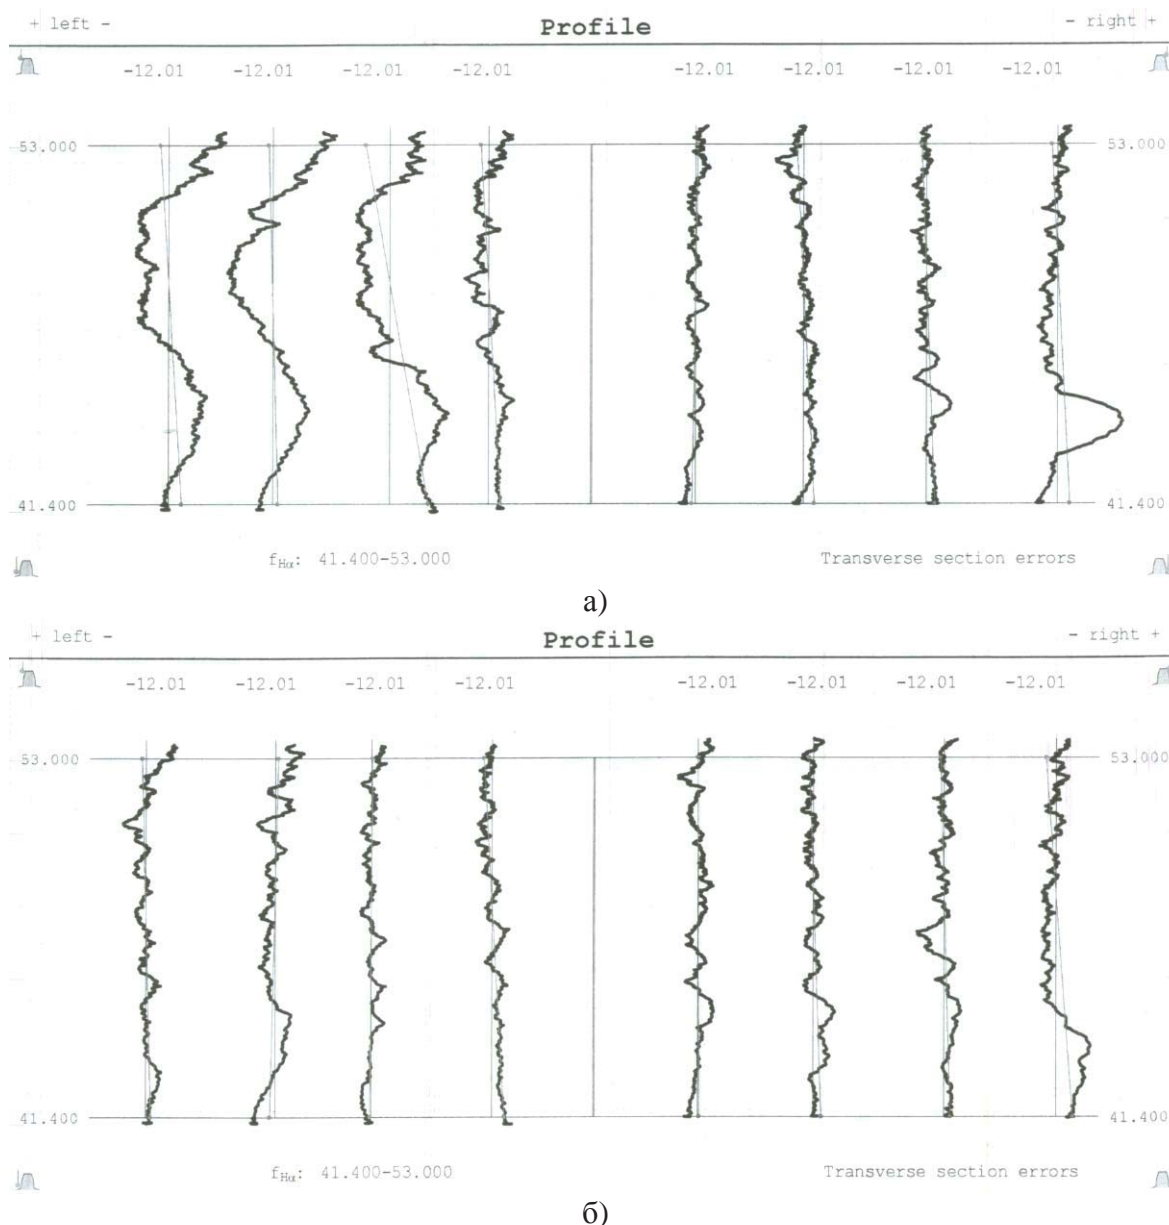 + left - Profile - right +
-12.01 -12.01 -12.01 -12.01 -12.01 -12.01 -12.01 -12.01
53.000 53.000
41.400 41.400
fHα: 41.400-53.000 Transverse section errors
а)
+ left - Profile - right +
-12.01 -12.01 -12.01 -12.01 -12.01 -12.01 -12.01 -12.01
53.000 53.000
41.400 41.400
fHα: 41.400-53.000 Transverse section errors
б)